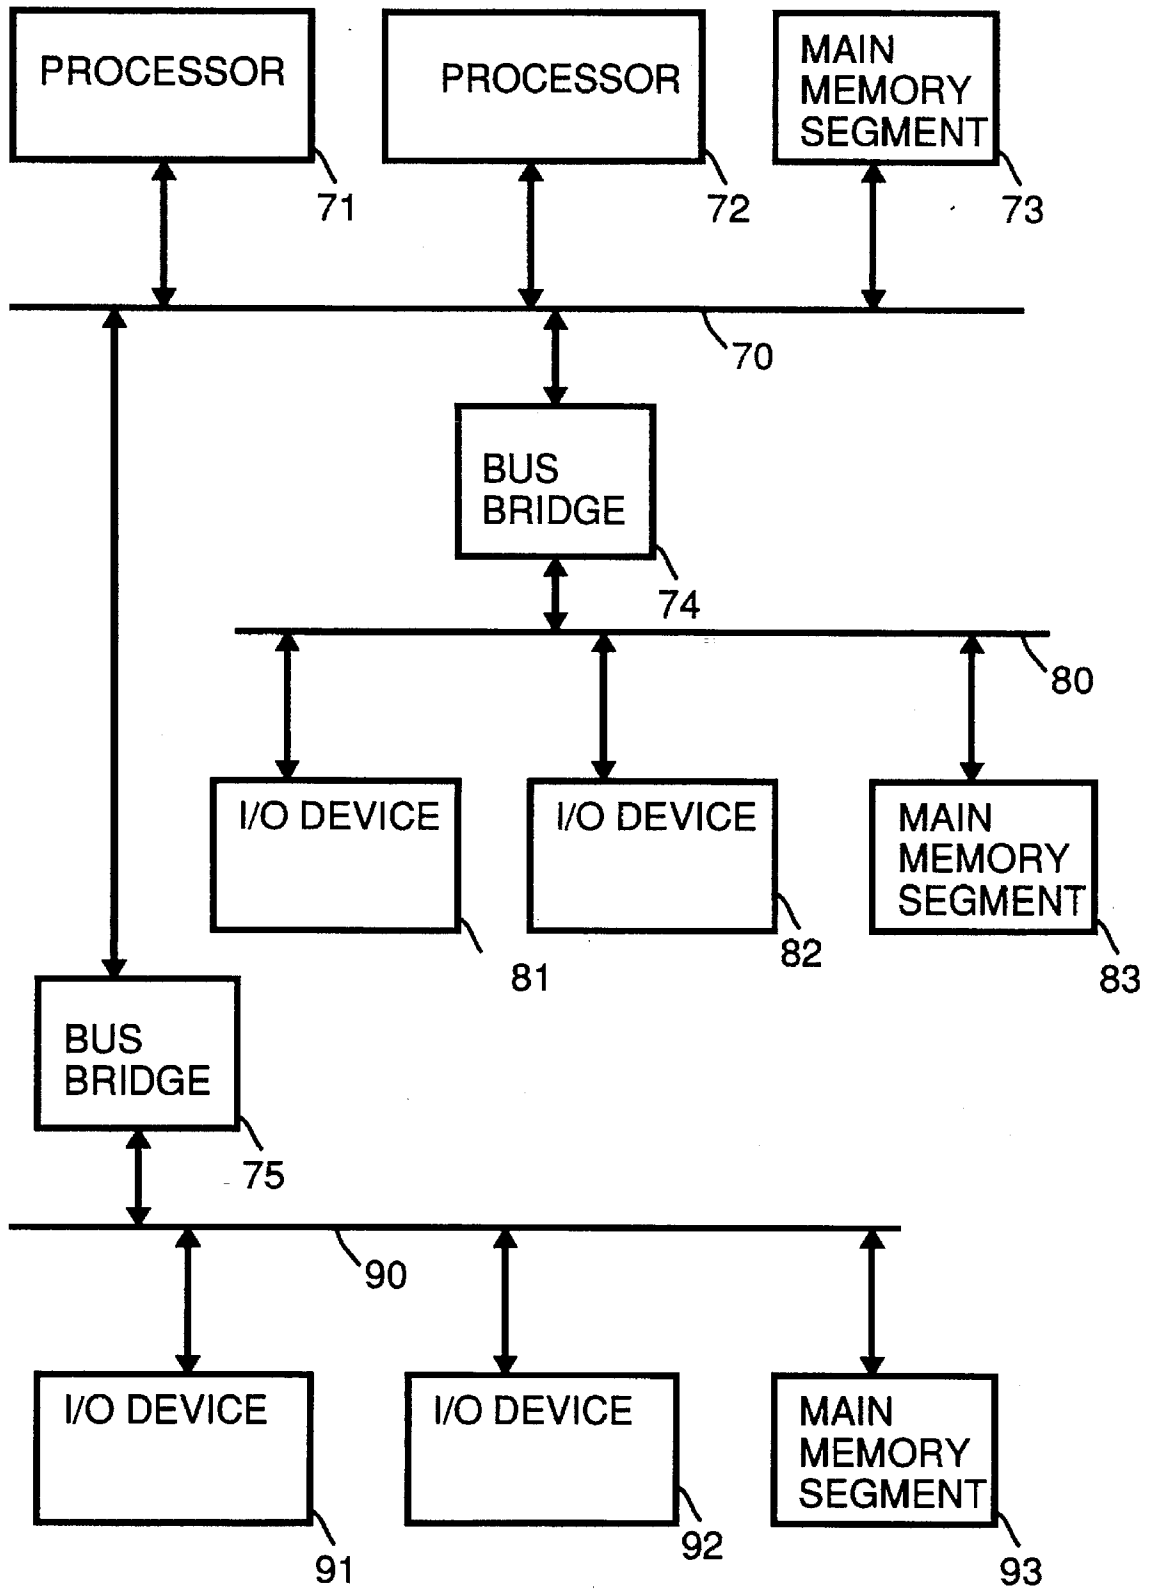 PROCESSOR
PROCESSOR
MAIN
MEMORY
SEGMENT
71
72
73
70
BUS
BRIDGE
74
80
I/O DEVICE
I/O DEVICE
MAIN
MEMORY
SEGMENT
81
82
83
BUS
BRIDGE
75
90
I/O DEVICE
I/O DEVICE
MAIN
MEMORY
SEGMENT
91
92
93